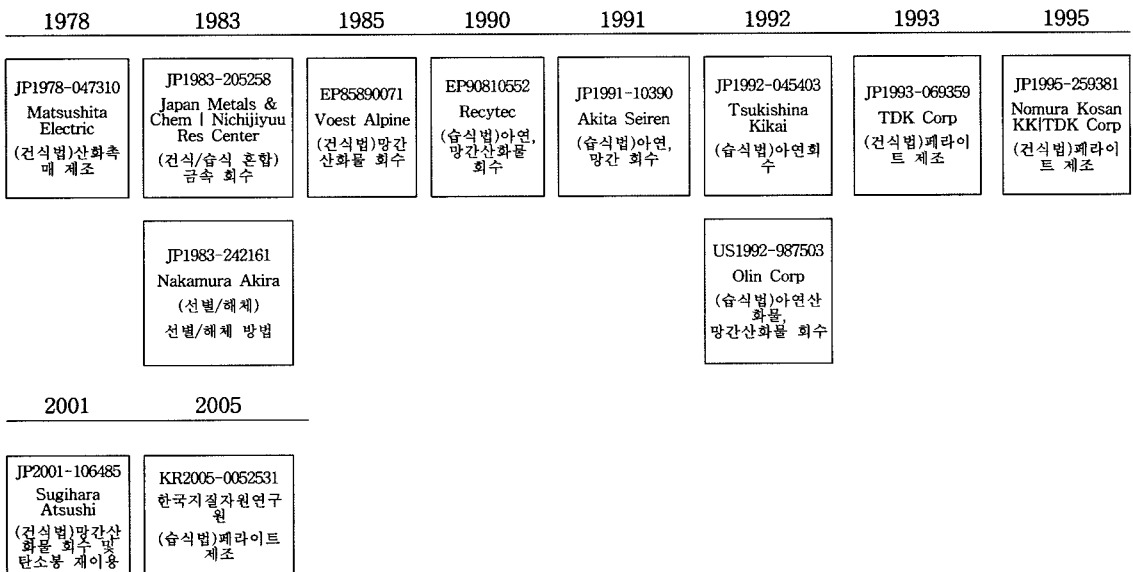 1978 1983 1985 1990 1991 1992 1993 1995
JP1978-047310
Matsushita
Electric
(건식법)산화촉
매 제조
JP1983-205258
Japan Metals &
Chem | Nichijiyuu
Res Center
(건식/습식 혼합)
금속 회수
EP85890071
Voest Alpine
(건식법)망간
산화물 회수
EP90810552
Recytec
(습식법)아연,
망간산화물
회수
JP1991-10390
Akita Seiren
(습식법)아연,
망간 회수
JP1992-045403
Tsukishina
Kikai
(습식법)아연회
수
JP1993-069359
TDK Corp
(건식법)페라이
트 제조
JP1995-259381
Nomura Kosan
KK|TDK Corp
(건식법)페라이
트 제조
JP1983-242161
Nakamura Akira
(선별/해체)
선별/해체 방법
US1992-987503
Olin Corp
(습식법)아연산
화물,
망간산화물 회수
2001 2005
JP2001-106485
Sugihara
Atsushi
(건식법)망간산
화물 회수 및
탄소봉 재이용
KR2005-0052531
한국지질자원연구
원
(습식법)페라이트
제조